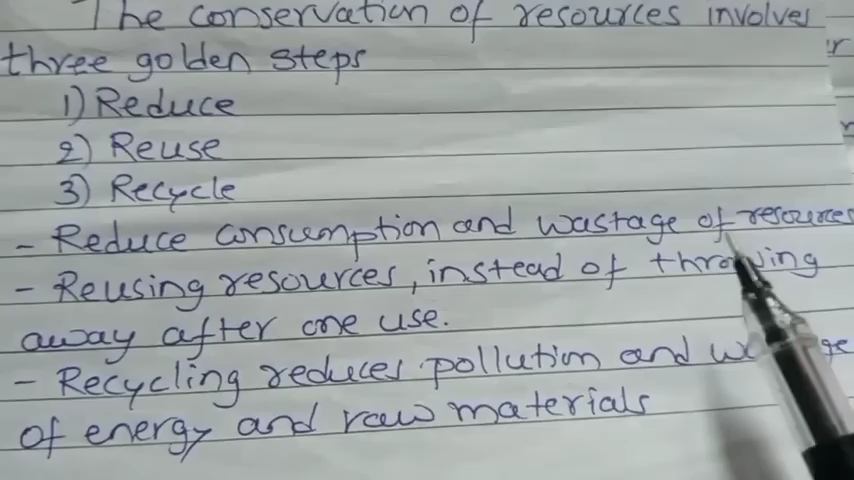 The conservation of resources involves
three golden steps
1) Reduce
2) Reuse
3) Recycle
- Reduce consumption and wastage of resources
- Reusing resources, instead of throwing
away after one use.
- Recycling reduces pollution and
of energy and raw materials